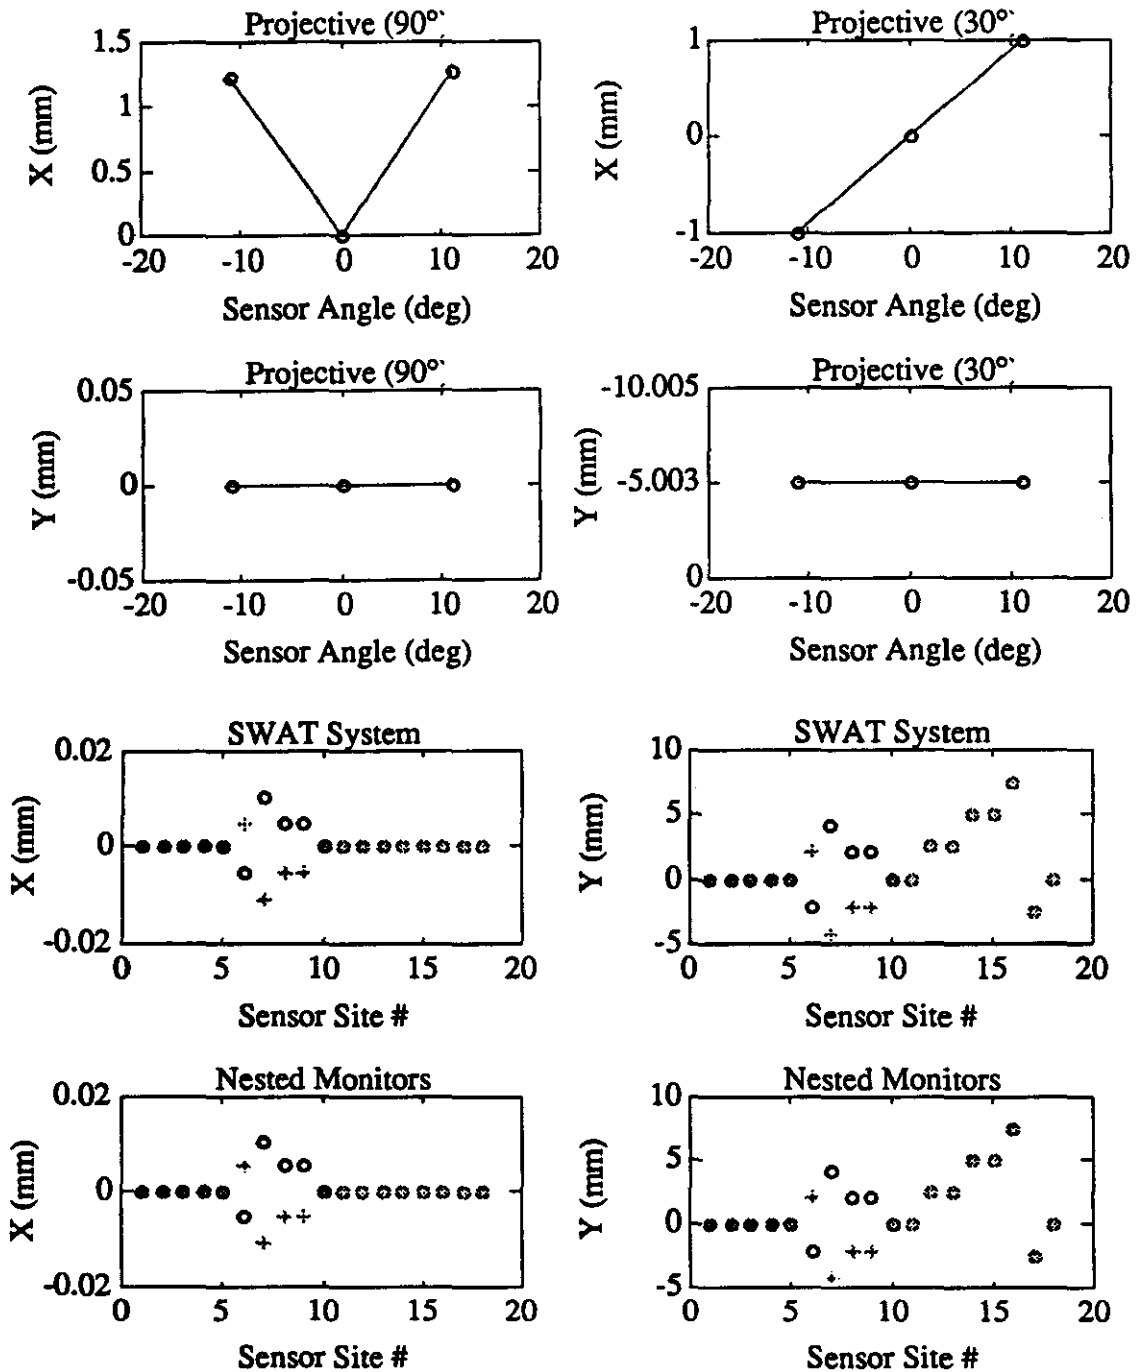 Projective (90°
1.5
1
0.5
0
X (mm)
-20 -10 0 10 20
Sensor Angle (deg)
Projective (30°
1
0
-1
X (mm)
-20 -10 0 10 20
Sensor Angle (deg)
Projective (90°
0.05
0
-0.05
Y (mm)
-20 -10 0 10 20
Sensor Angle (deg)
Projective (30°
-10.005
-5.003
0
Y (mm)
-20 -10 0 10 20
Sensor Angle (deg)
SWAT System
0.02
0
-0.02
X (mm)
0 5 10 15 20
Sensor Site #
SWAT System
10
5
0
-5
Y (mm)
0 5 10 15 20
Sensor Site #
Nested Monitors
0.02
0
-0.02
X (mm)
0 5 10 15 20
Sensor Site #
Nested Monitors
10
5
0
-5
Y (mm)
0 5 10 15 20
Sensor Site #